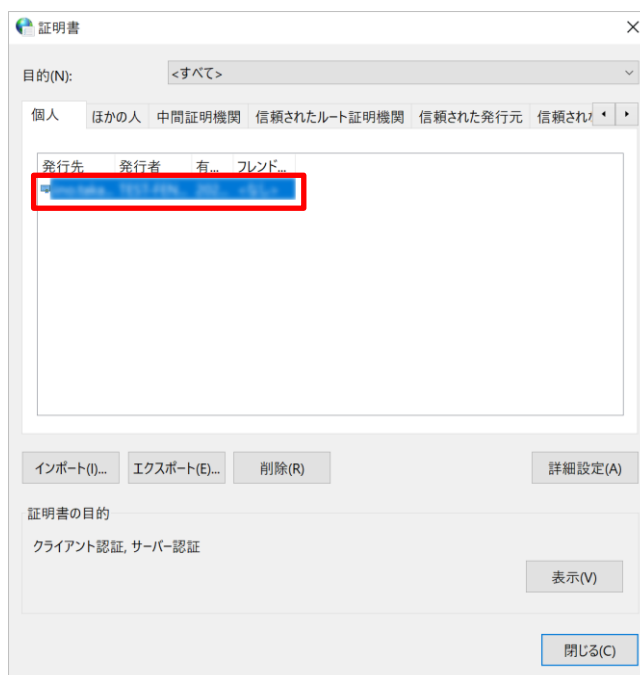 証明書
目的(N): <すべて>
個人 ほかの人 中間証明機関 信頼されたルート証明機関 信頼された発行元 信頼され
発行先 発行者 有... フレンド...
インポート(I)... エクスポート(E)... 削除(R) 詳細設定(A)
証明書の目的
クライアント認証, サーバー認証
表示(V)
閉じる(C)